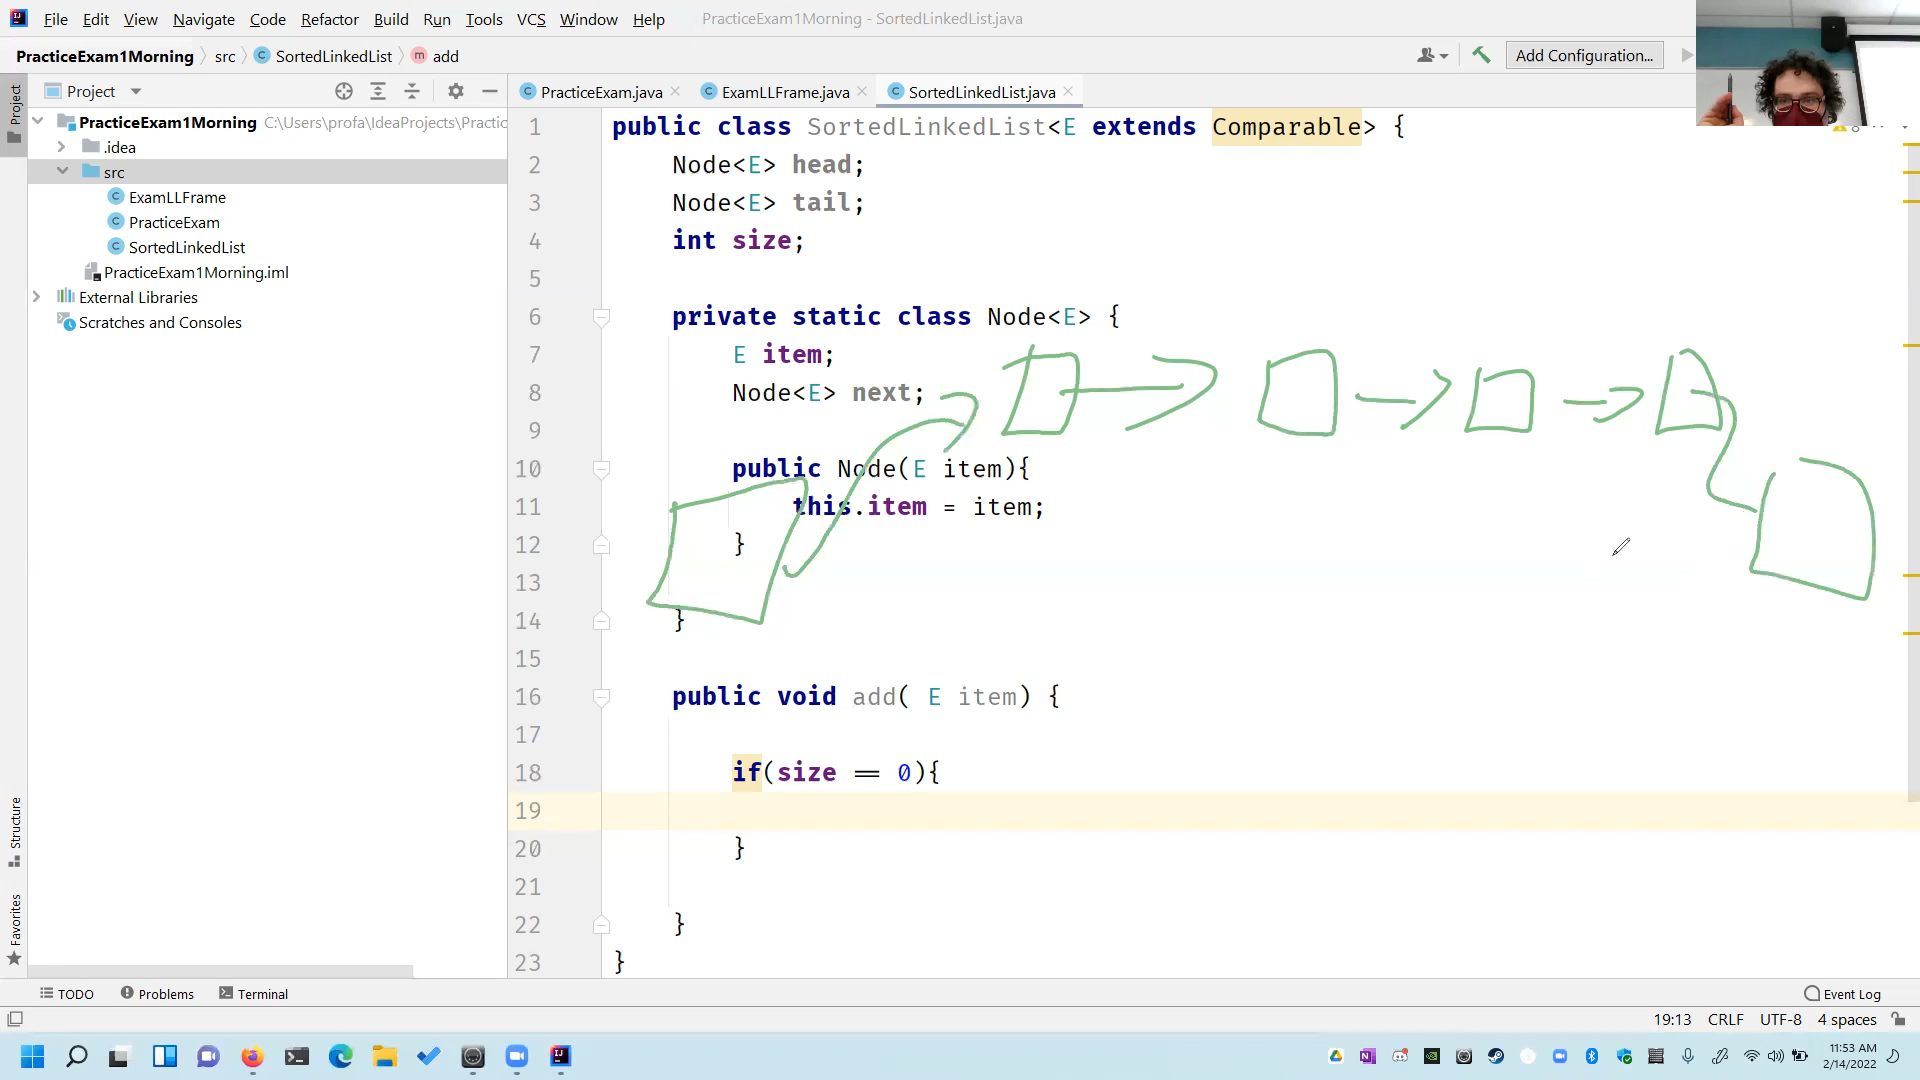 File Edit View Navigate Code Refactor Build Run Tools VCS Window Help PracticeExam1Morning - SortedLinkedList.java
PracticeExam1Morning src SortedLinkedList add Add Configuration...
Project
PracticeExam.java ExamLLFrame.java SortedLinkedList.java
PracticeExam1Morning C:\Users\profa\IdeaProjects\Practic
.idea
src
ExamLLFrame
PracticeExam
SortedLinkedList
PracticeExam1Morning.iml
External Libraries
Scratches and Consoles
Project
Structure
Favorites
1 public class SortedLinkedList<E extends Comparable> {
2 Node<E> head;
3 Node<E> tail;
4 int size;
5
6 private static class Node<E> {
7 E item;
8 Node<E> next;
9
10 public Node(E item){
11 this.item = item;
12 }
13
14 }
15
16 public void add( E item) {
17
18 if(size == 0){
19
20 }
21
22 }
23 }
TODO Problems Terminal Event Log
19:13 CRLF UTF-8 4 spaces
11:53 AM
2/14/2022